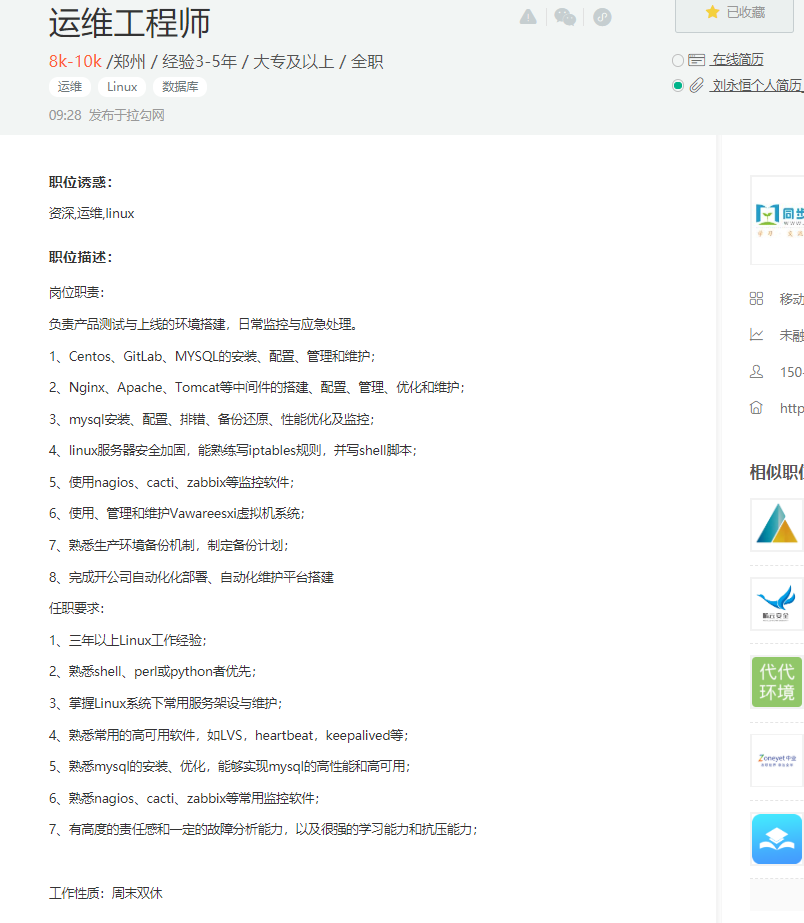 运维工程师
已收藏
8k-10k /郑州 / 经验3-5年 / 大专及以上 / 全职
在线简历
刘永恒个人简历_
运维 Linux 数据库
09:28 发布于拉勾网
职位诱惑：
资深,运维,linux
同步
职位描述：
岗位职责：
负责产品测试与上线的环境搭建，日常监控与应急处理。
移动
未融
1、Centos、GitLab、MYSQL的安装、配置、管理和维护；
150-
2、Nginx、Apache、Tomcat等中间件的搭建、配置、管理、优化和维护；
http
3、mysql安装、配置、排错、备份还原、性能优化及监控；
4、linux服务器安全加固，能熟练写iptables规则，并写shell脚本；
相似职位
5、使用nagios、cacti、zabbix等监控软件；
6、使用、管理和维护Vawareesxi虚拟机系统；
7、熟悉生产环境备份机制，制定备份计划；
8、完成开公司自动化化部署、自动化维护平台搭建
任职要求：
1、三年以上Linux工作经验；
2、熟悉shell、perl或python者优先；
代代
环境
3、掌握Linux系统下常用服务架设与维护；
4、熟悉常用的高可用软件，如LVS，heartbeat，keepalived等；
Zoneyet中业
5、熟悉mysql的安装、优化，能够实现mysql的高性能和高可用；
6、熟悉nagios、cacti、zabbix等常用监控软件；
7、有高度的责任感和一定的故障分析能力，以及很强的学习能力和抗压能力；
工作性质：周末双休